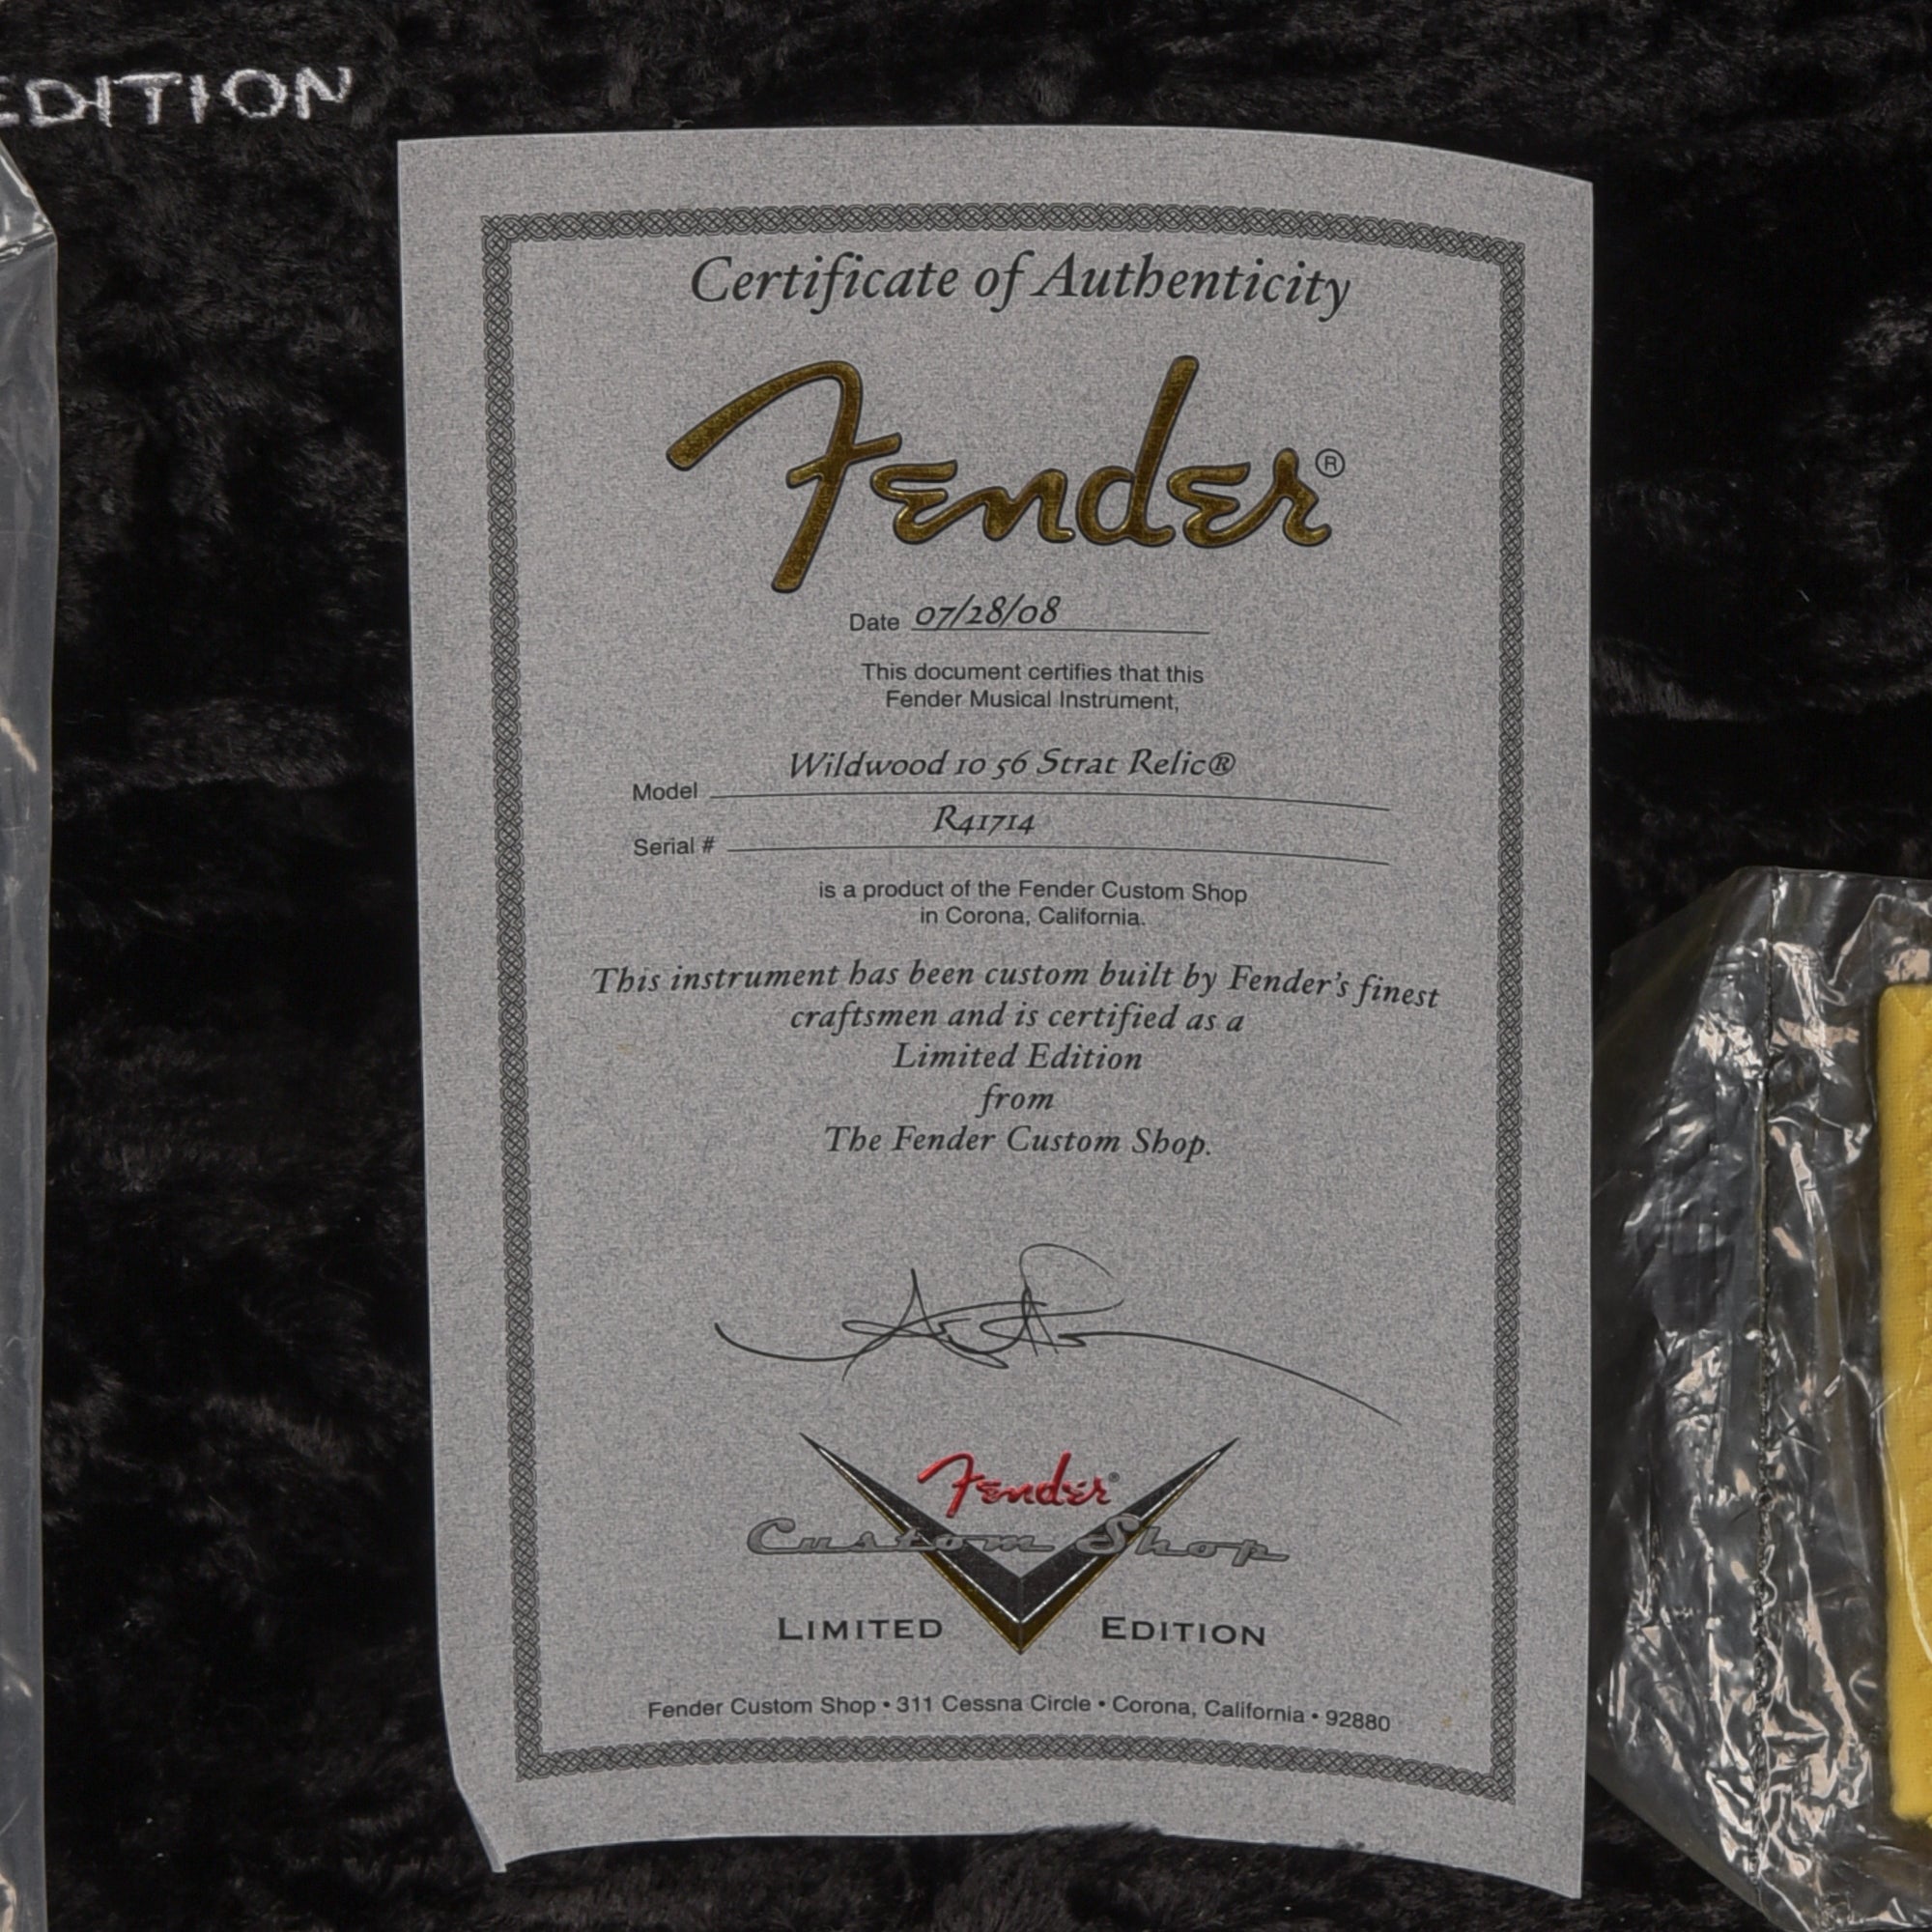 EDITION
Certificate of Authenticity
Fender®
Date 07/28/08
This document certifies that this
Fender Musical Instrument,
Model Wildwood 10 56 Strat Relic®
Serial # R41714
is a product of the Fender Custom Shop
in Corona, California.
This instrument has been custom built by Fender's finest
craftsmen and is certified as a
Limited Edition
from
The Fender Custom Shop.
Fender®
Custom Shop
LIMITED EDITION
Fender Custom Shop • 311 Cessna Circle • Corona, California • 92880